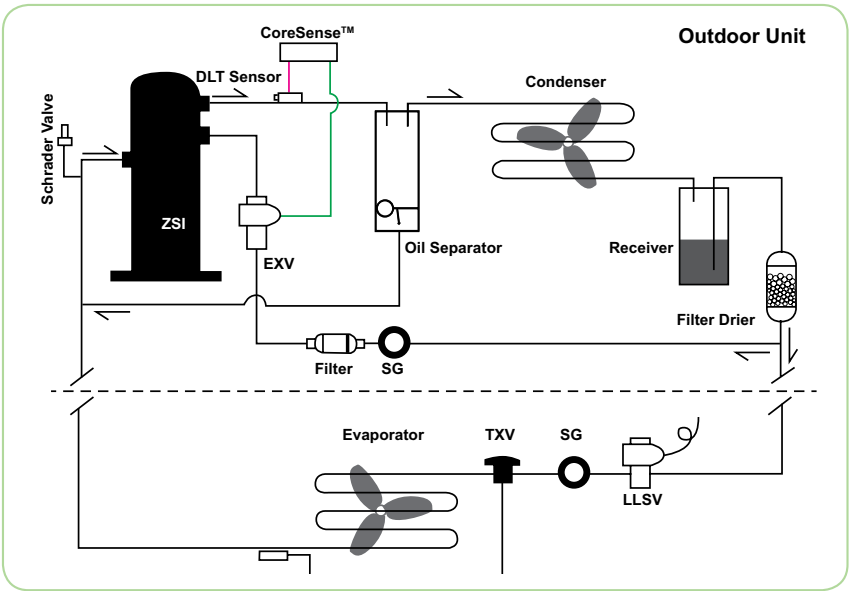 CoreSense™
Outdoor Unit
DLT Sensor
Condenser
Schrader Valve
ZSI
Oil Separator
Receiver
EXV
Filter Drier
Filter
SG
Evaporator
TXV
SG
LLSV